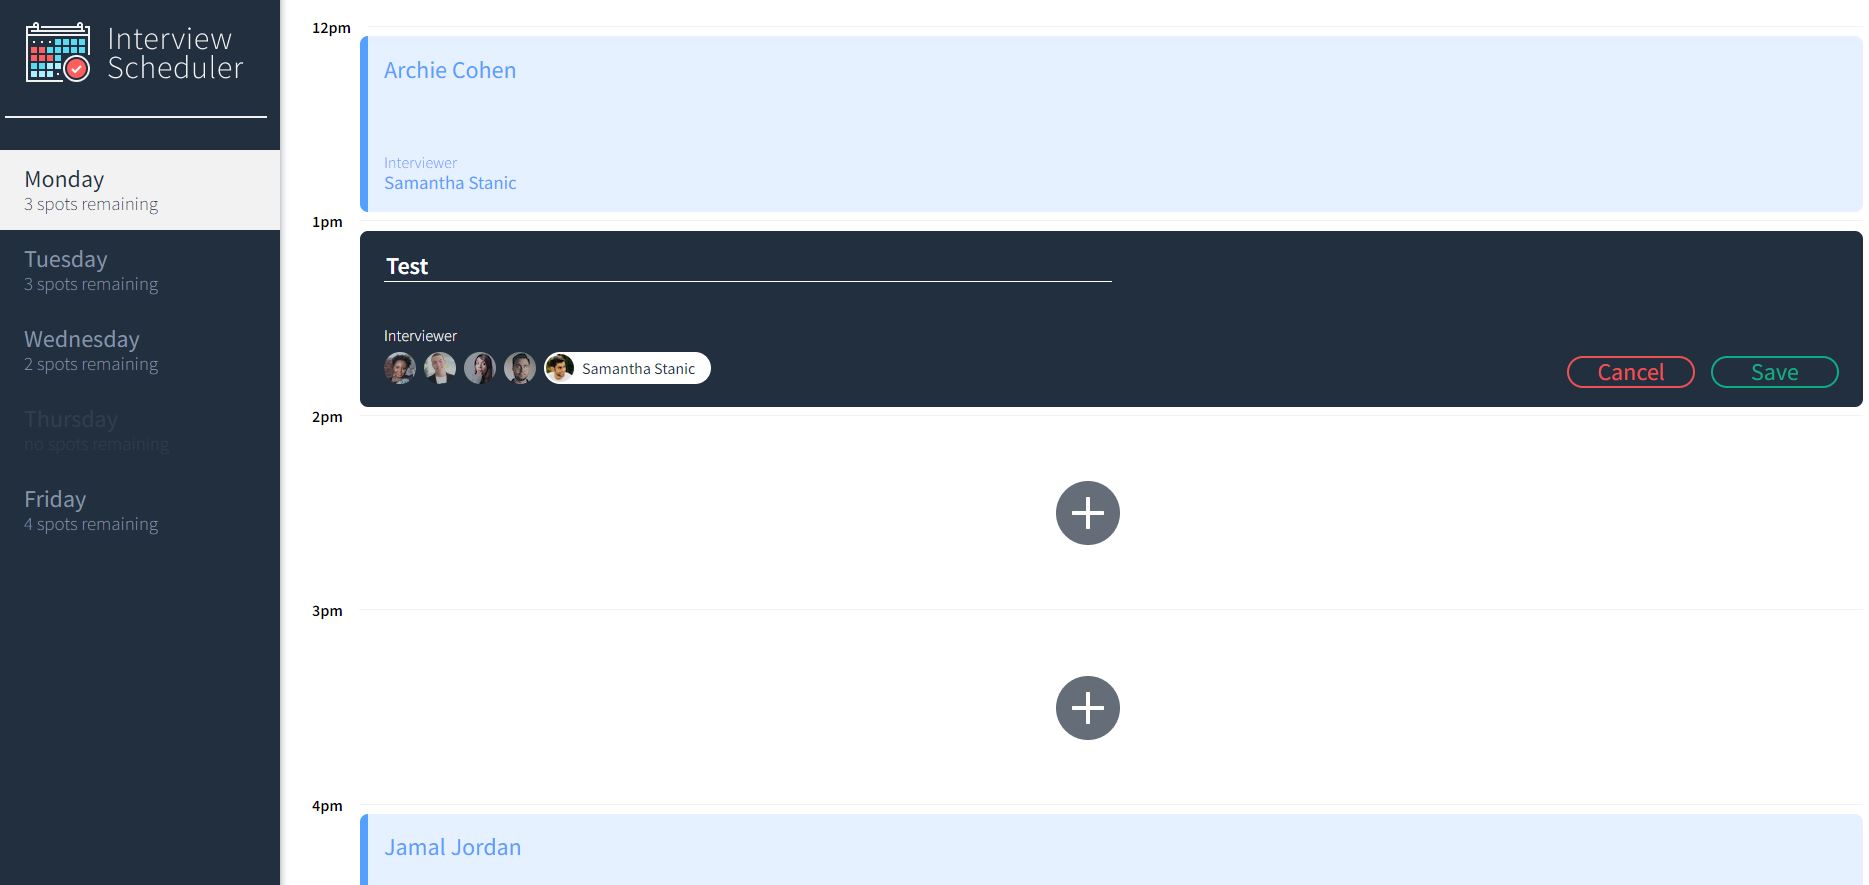 Interview
Scheduler
Monday
3 spots remaining
Tuesday
3 spots remaining
Wednesday
2 spots remaining
Thursday
no spots remaining
Friday
4 spots remaining
12pm
Archie Cohen
Interviewer
Samantha Stanic
1pm
Test
Interviewer
Samantha Stanic
Cancel
Save
2pm
3pm
4pm
Jamal Jordan